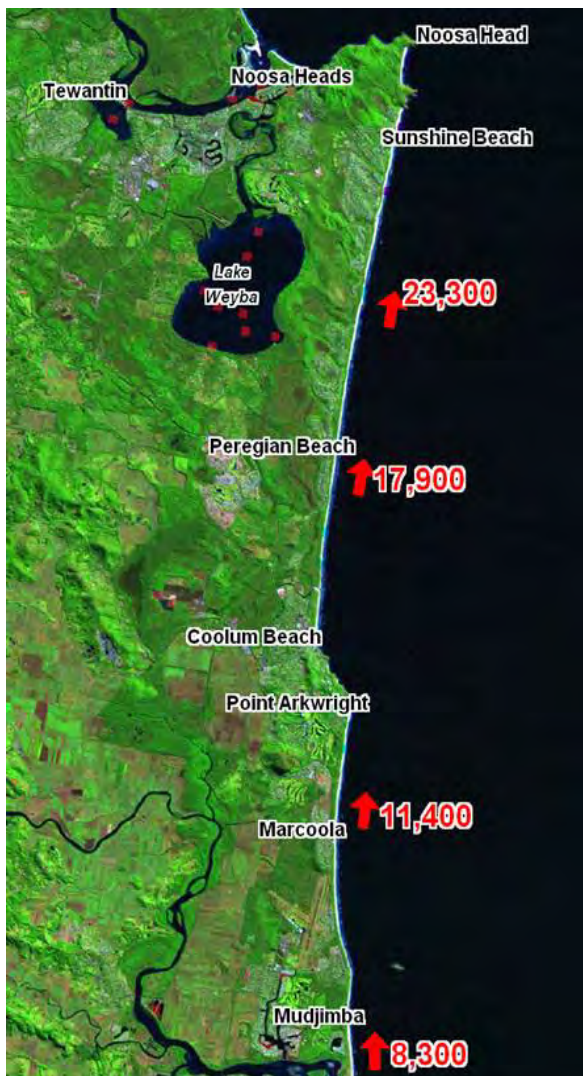 Noosa Head
Noosa Heads
Tewantin
Sunshine Beach
Lake
Weyba
23,300
Peregian Beach
17,900
Coolum Beach
Point Arkwright
11,400
Marcoola
Mudjimba
8,300